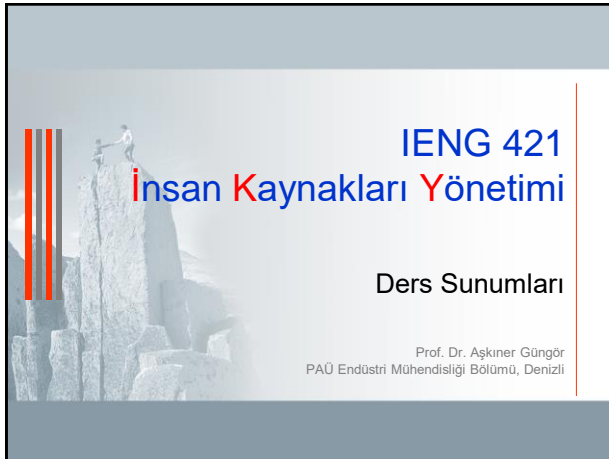 IENG 421
İnsan Kaynakları Yönetimi
Ders Sunumları
Prof. Dr. Aşkıner Güngör
PAÜ Endüstri Mühendisliği Bölümü, Denizli